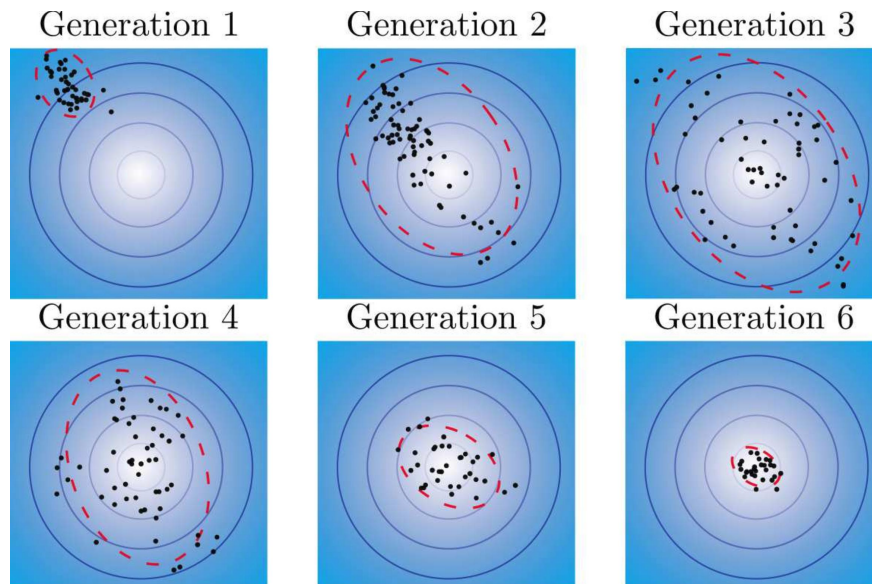 Generation 1
Generation 2
Generation 3
Generation 4
Generation 5
Generation 6